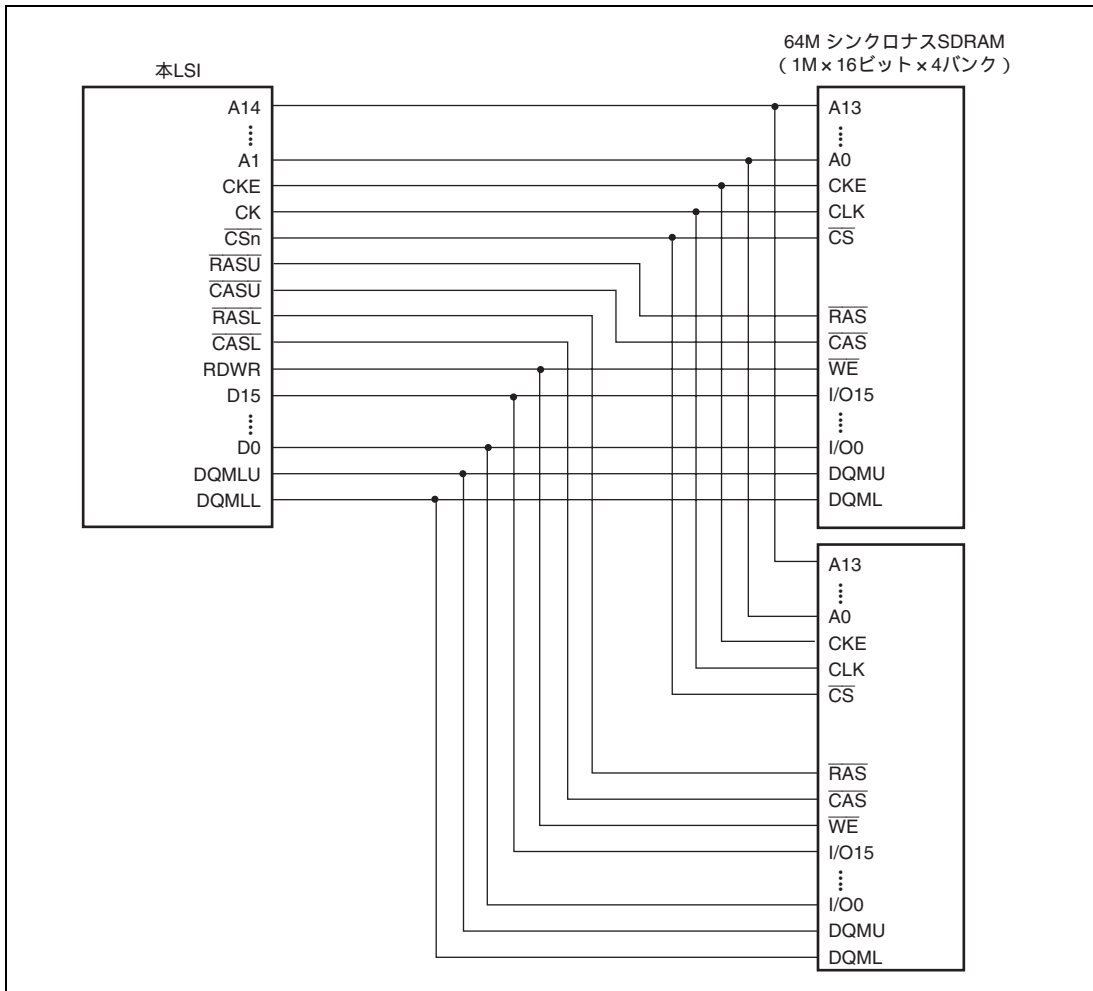 64M シンクロナスSDRAM
（1M×16ビット×4バンク）
本LSI
A14
A1
CKE
CK
CSn
RASU
CASU
RASL
CASL
RDWR
D15
D0
DQMLU
DQMLL
A13
A0
CKE
CLK
CS
RAS
CAS
WE
I/O15
I/O0
DQMU
DQML
A13
A0
CKE
CLK
CS
RAS
CAS
WE
I/O15
I/O0
DQMU
DQML